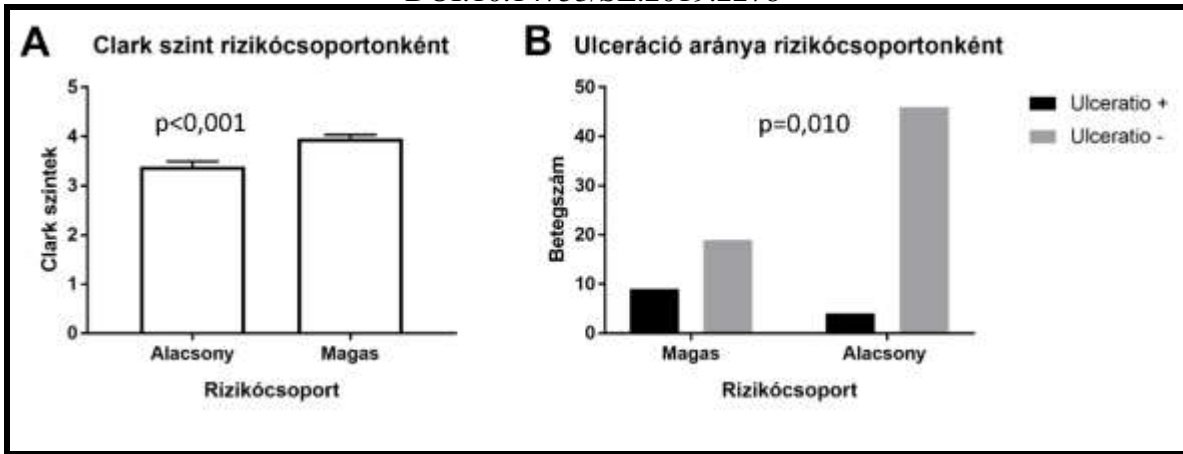 A
Clark szint rizikócsoportonként
5
4
3
2
1
0
Clark szintek
p<0,001
Alacsony
Magas
Rizikócsoport
B
Ulceráció aránya rizikócsoportonként
50
40
30
20
10
0
Betegszám
p=0,010
Magas
Alacsony
Rizikócsoport
Ulceratio +
Ulceratio -